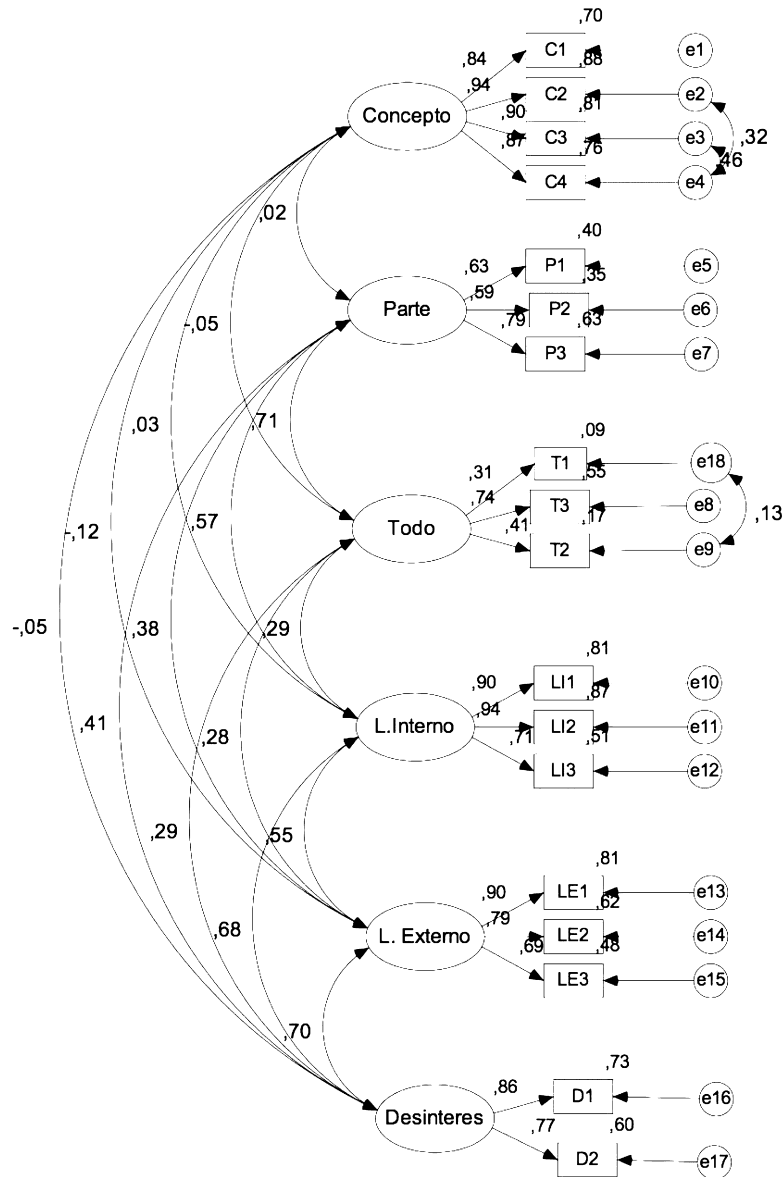 ,70
C1
e1
,84
,88
,94
C2
e2
Concepto
,90
,81
C3
e3
,32
,87
,76
,46
C4
e4
,02
,40
,63
P1
e5
,59
,35
Parte
P2
e6
,79
,63
-,05
P3
e7
,03
,71
,09
,31
T1
e18
,74
,55
T3
e8
-,12
,57
Todo
,41
,17
,13
T2
e9
-,05
,38
,29
,81
,90
LI1
e10
,94
,87
,41
,28
L.Interno
,71
LI2
,51
e11
LI3
e12
,29
,55
,81
,90
LE1
e13
,68
,79
,62
L. Externo
,69
LE2
,48
e14
LE3
e15
,70
,73
,86
D1
e16
Desinteres
,77
,60
D2
e17